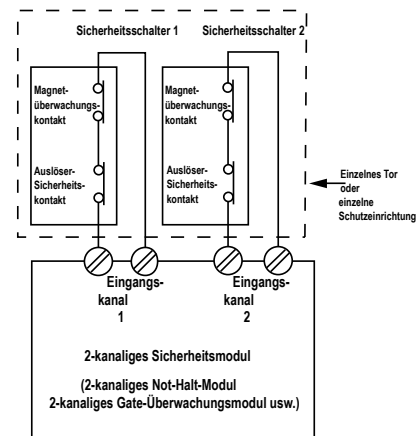 Sicherheitsschalter 1
Sicherheitsschalter 2
Magnet-
überwachungs-
kontakt
Auslöser-
Sicherheits-
kontakt
Magnet-
überwachungs-
kontakt
Auslöser-
Sicherheits-
kontakt
Einzelnes Tor
oder
einzelne
Schutzeinrichtung
Eingangs-
kanal
1
Eingangs-
kanal
2
2-kanaliges Sicherheitsmodul
(2-kanaliges Not-Halt-Modul
2-kanaliges Gate-Überwachungsmodul usw.)